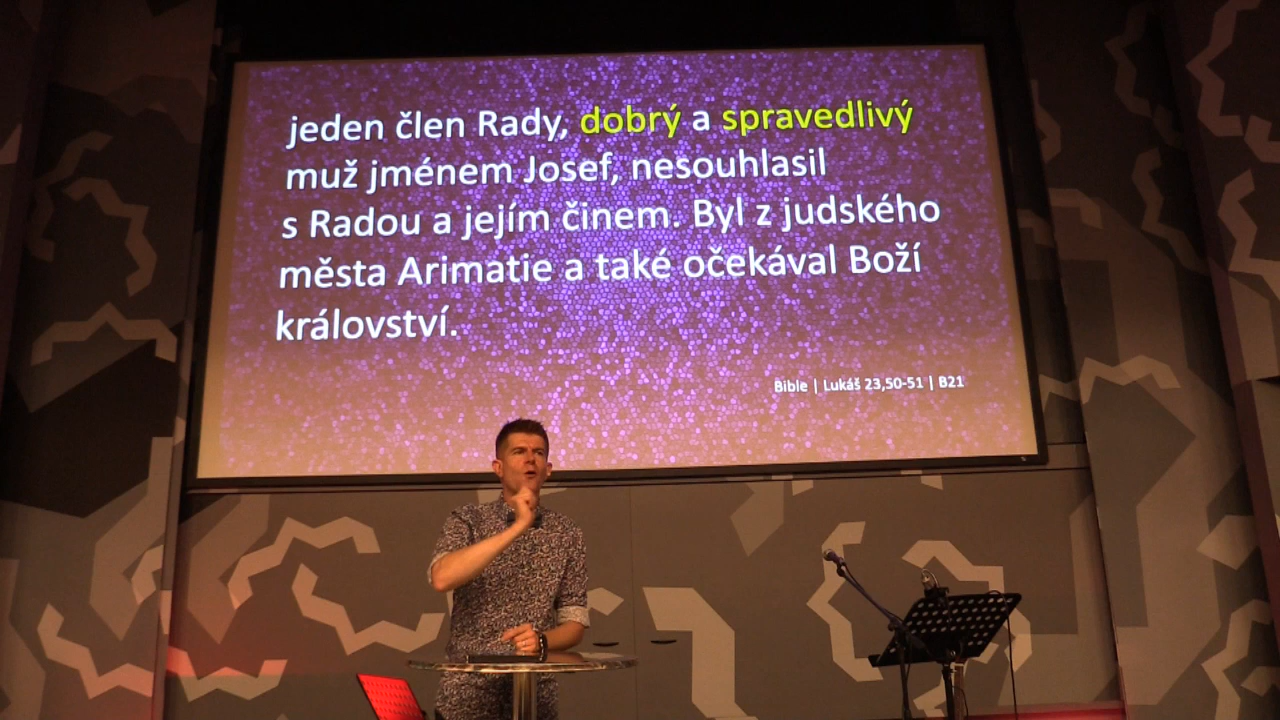 jeden člen Rady, dobrý a spravedlivý
muž jménem Josef, nesouhlasil
s Radou a jejím činem. Byl z judského
města Arimatie a také očekával Boží
království.
Bible | Lukáš 23,50-51 | B21